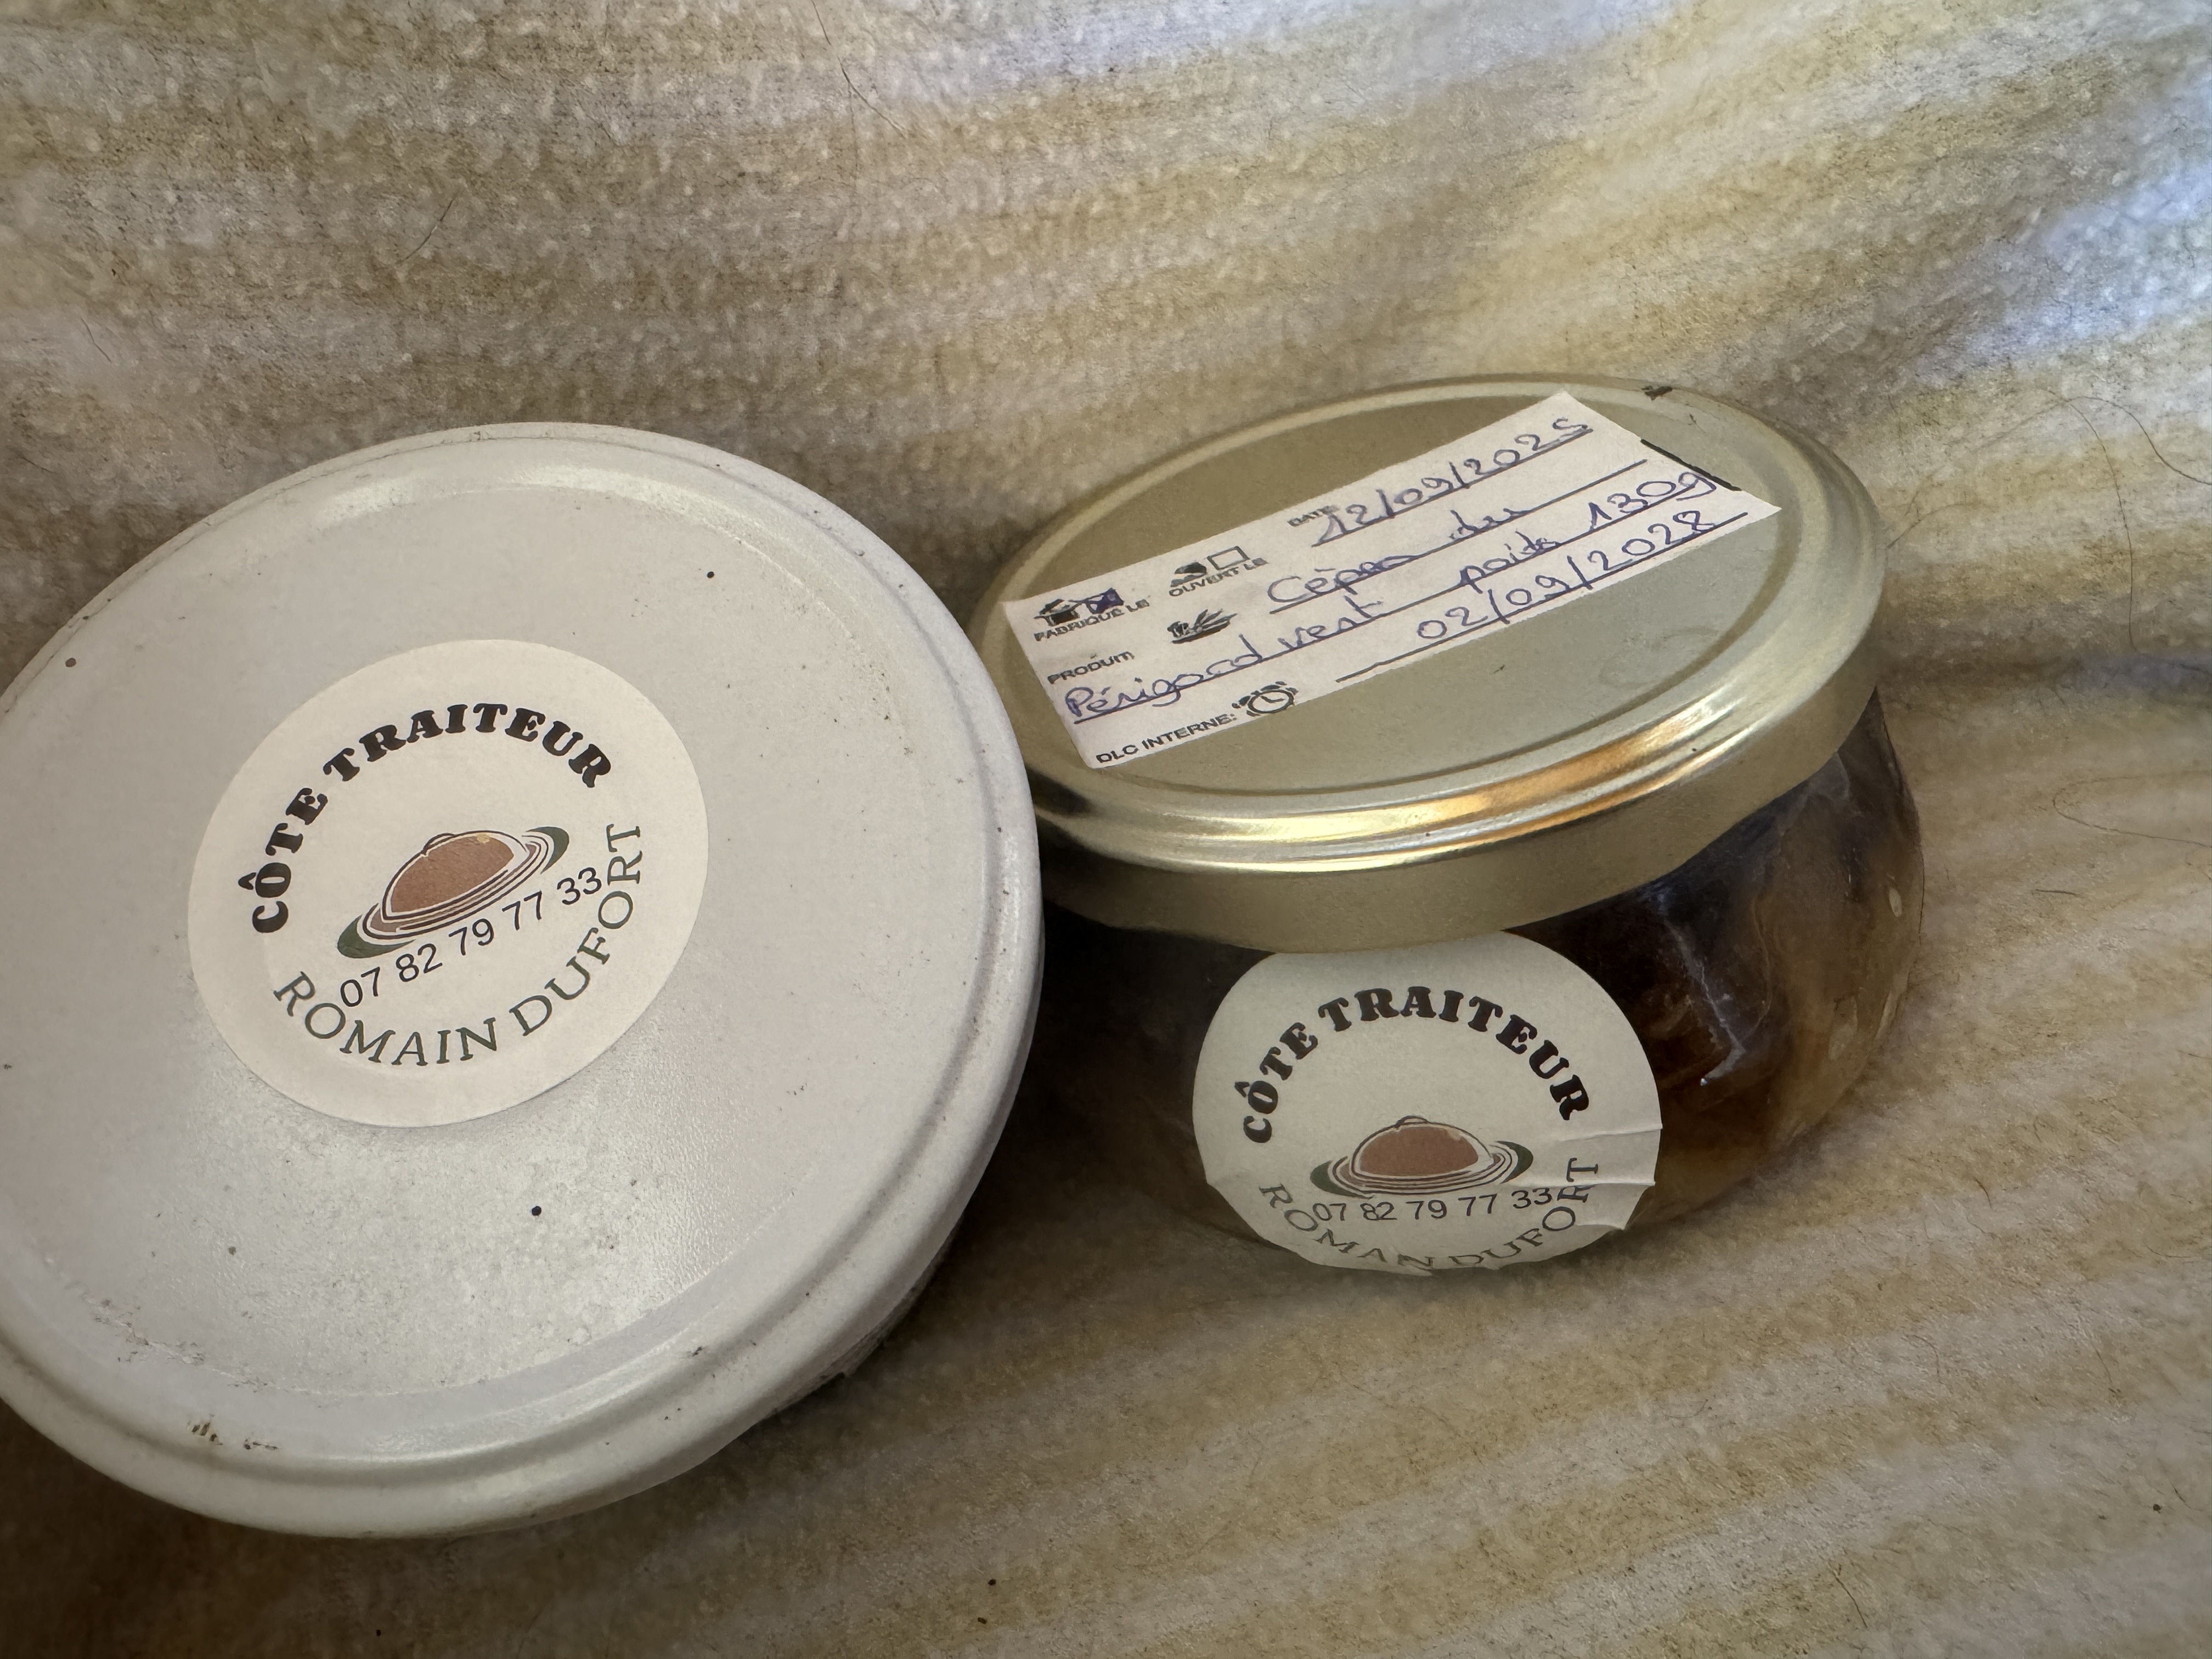 CÔTE TRAITEUR
07 82 79 77 33
ROMAIN DUFORT
FABRIQUÉ LE OUVERT LE DATE: 12/09/2025
PRODUIT: Cèpes du
Périgord vert poids 130g
DLC INTERNE: 02/09/2028
CÔTE TRAITEUR
07 82 79 77 33
ROMAIN DUFORT